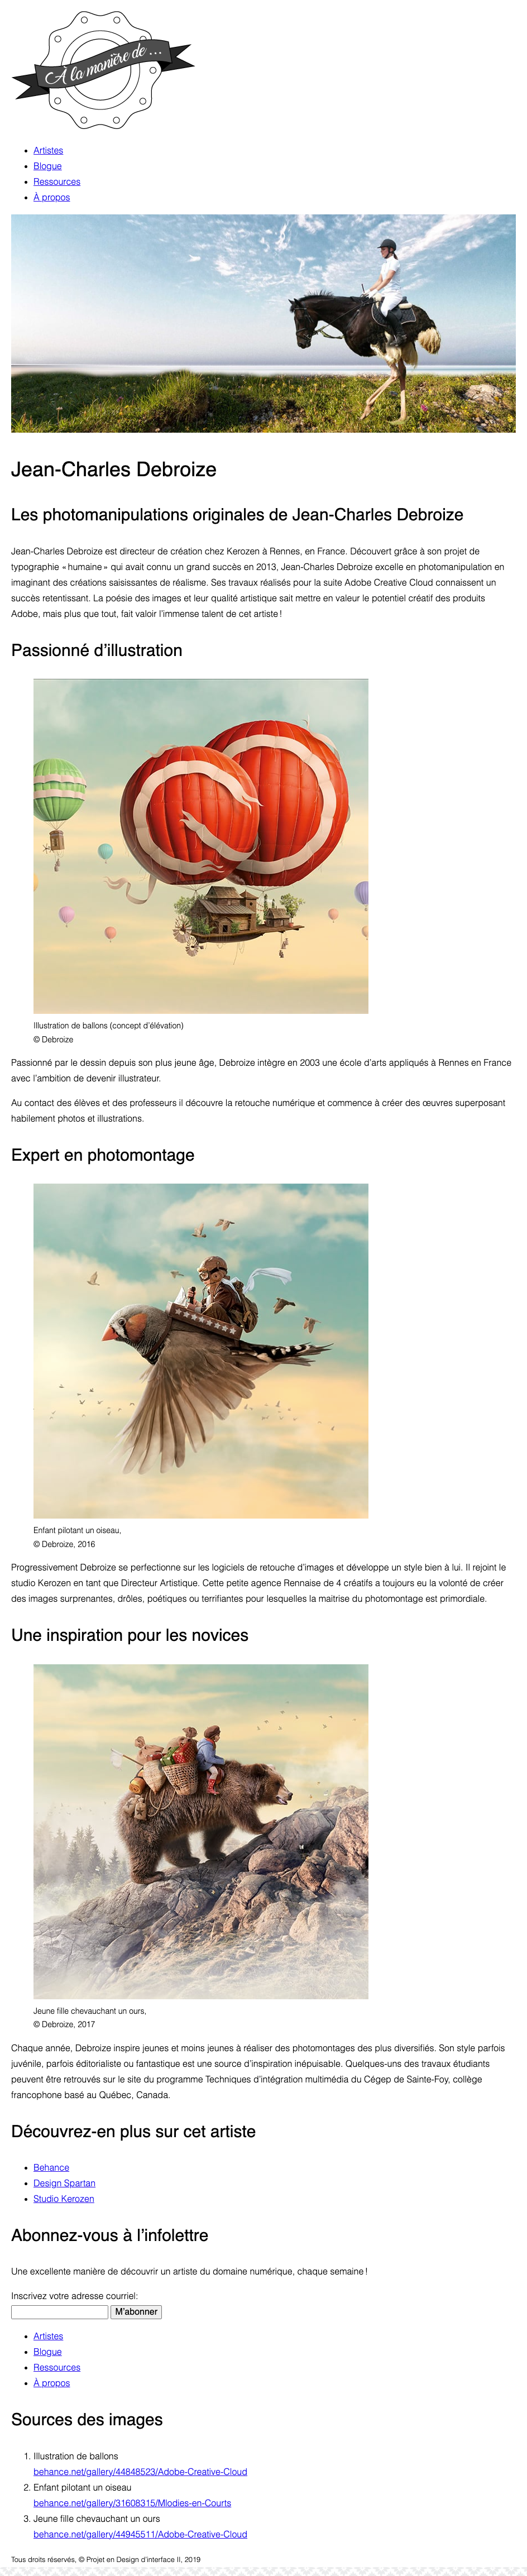 À la manière de ...
Artistes
Blogue
Ressources
À propos
Jean-Charles Debroize
Les photomanipulations originales de Jean-Charles Debroize
Jean-Charles Debroize est directeur de création chez Kerozen à Rennes, en France. Découvert grâce à son projet de
typographie « humaine » qui avait connu un grand succès en 2013, Jean-Charles Debroize excelle en photomanipulation en
imaginant des créations saisissantes de réalisme. Ses travaux réalisés pour la suite Adobe Creative Cloud connaissent un
succès retentissant. La poésie des images et leur qualité artistique sait mettre en valeur le potentiel créatif des produits
Adobe, mais plus que tout, fait valoir l’immense talent de cet artiste !
Passionné d’illustration
Illustration de ballons (concept d’élévation)
© Debroize
Passionné par le dessin depuis son plus jeune âge, Debroize intègre en 2003 une école d’arts appliqués à Rennes en France
avec l’ambition de devenir illustrateur.
Au contact des élèves et des professeurs il découvre la retouche numérique et commence à créer des œuvres superposant
habilement photos et illustrations.
Expert en photomontage
Enfant pilotant un oiseau,
© Debroize, 2016
Progressivement Debroize se perfectionne sur les logiciels de retouche d’images et développe un style bien à lui. Il rejoint le
studio Kerozen en tant que Directeur Artistique. Cette petite agence Rennaise de 4 créatifs a toujours eu la volonté de créer
des images surprenantes, drôles, poétiques ou terrifiantes pour lesquelles la maitrise du photomontage est primordiale.
Une inspiration pour les novices
Jeune fille chevauchant un ours,
© Debroize, 2017
Chaque année, Debroize inspire jeunes et moins jeunes à réaliser des photomontages des plus diversifiés. Son style parfois
juvénile, parfois éditorialiste ou fantastique est une source d’inspiration inépuisable. Quelques-uns des travaux étudiants
peuvent être retrouvés sur le site du programme Techniques d’intégration multimédia du Cégep de Sainte-Foy, collège
francophone basé au Québec, Canada.
Découvrez-en plus sur cet artiste
Behance
Design Spartan
Studio Kerozen
Abonnez-vous à l’infolettre
Une excellente manière de découvrir un artiste du domaine numérique, chaque semaine !
Inscrivez votre adresse courriel:
M’abonner
Artistes
Blogue
Ressources
À propos
Sources des images
1. Illustration de ballons
behance.net/gallery/44848523/Adobe-Creative-Cloud
2. Enfant pilotant un oiseau
behance.net/gallery/31608315/Mlodies-en-Courts
3. Jeune fille chevauchant un ours
behance.net/gallery/44945511/Adobe-Creative-Cloud
Tous droits réservés, © Projet en Design d’interface II, 2019